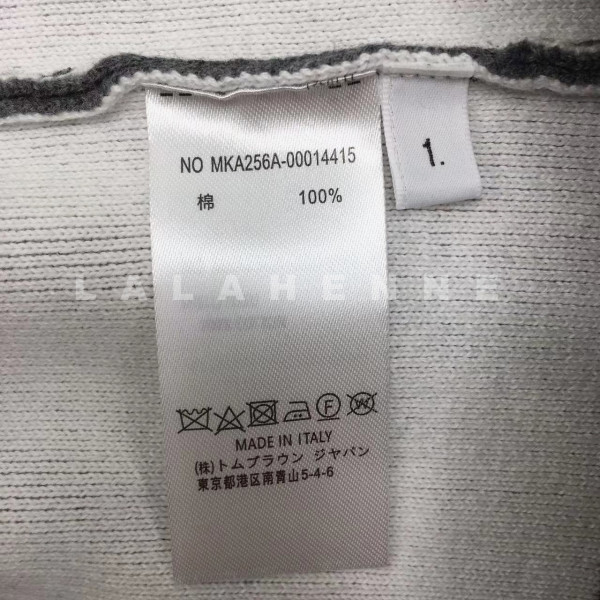 NO MKA256A-00014415
1.
棉 100%
LALAHENNE
MADE IN ITALY
(株)トムブラウン ジャパン
東京都港区南青山5-4-6